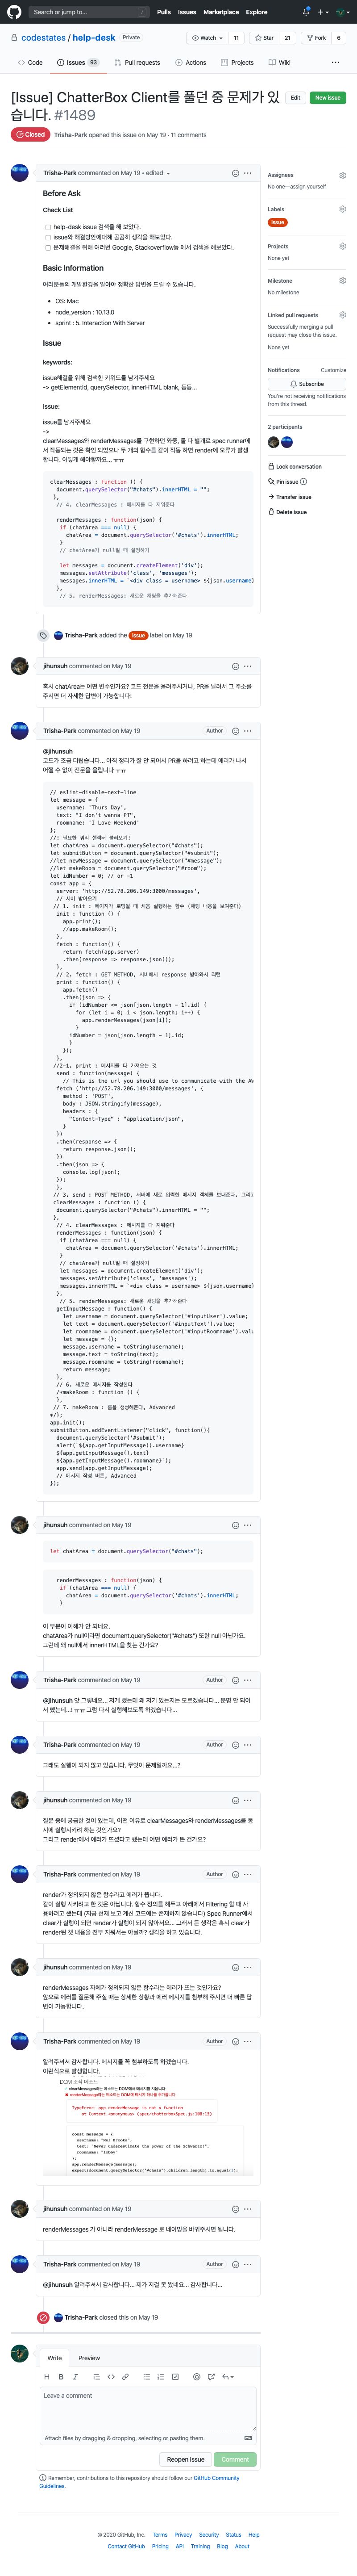 Search or jump to...
/
Pulls Issues Marketplace Explore
codestates / help-desk Private
Watch 11 Star 21 Fork 6
Code Issues 93 Pull requests Actions Projects Wiki ...
[Issue] ChatterBox Client를 풀던 중 문제가 있
습니다. #1489
Edit New issue
Closed Trisha-Park opened this issue on May 19 · 11 comments
Trisha-Park commented on May 19 • edited
Before Ask
Check List
help-desk issue 검색을 해 보았다.
issue와 해결방안에대해 곰곰히 생각을 해보았다.
문제해결을 위해 여러번 Google, Stackoverflow등 에서 검색을 해보았다.
Basic Information
여러분들의 개발환경을 알아야 정확한 답변을 드릴 수 있습니다.
• OS: Mac
• node_version : 10.13.0
• sprint : 5. Interaction With Server
Issue
keywords:
issue해결을 위해 검색한 키워드를 남겨주세요
-> getElementId, querySelector, innerHTML blank, 등등...
Issue:
Issue를 남겨주세요
->
clearMessages와 renderMessages를 구현하던 와중, 둘 다 별개로 spec runner에
서 작동되는 것은 확인 되었으나 두 개의 함수를 같이 작동 하면 render에 오류가 발생
합니다. 어떻게 해야할까요... ㅠㅠ
clearMessages : function () {
document.querySelector("#chats").innerHTML = "";
},
// 4. clearMessages : 메시지를 다 지워준다
renderMessages : function(json) {
if (chatArea === null) {
chatArea = document.querySelector('#chats').innerHTML;
}
// chatArea가 null일 때 설정하기
let messages = document.createElement('div');
messages.setAttribute('class', 'messages');
messages.innerHTML = `<div class = username> ${json.username]
},
// 5. renderMessages: 새로운 채팅을 추가해준다
Trisha-Park added the issue label on May 19
jihunsuh commented on May 19
혹시 chatArea는 어떤 변수인가요? 코드 전문을 올려주시거나, PR을 날려서 그 주소를
주시면 더 자세한 답변이 가능합니다!
Trisha-Park commented on May 19 Author
@jihunsuh
코드가 조금 더럽습니다... 아직 정리가 잘 안 되어서 PR을 하려고 하는데 에러가 나서
어쩔 수 없이 전문을 올립니다 ㅠㅠ
// eslint-disable-next-line
let message = {
username: 'Thurs Day',
text: "I don't wanna PT",
roomname: 'I Love Weekend'
};
//! 필요한 쿼리 셀렉터 불러오기!
let chatArea = document.querySelector("#chats");
let submitButton = document.querySelector("#submit");
//let newMessage = document.querySelector("#message");
//let makeRoom = document.querySelector("#room");
let idNumber = 0; // or -1
const app = {
server: 'http://52.78.206.149:3000/messages',
// 서버 받아오기
// 1. init : 페이지가 로딩될 때 처음 실행하는 함수 (채팅 내용을 보여준다)
init : function () {
app.print();
//app.makeRoom();
},
fetch : function() {
return fetch(app.server)
.then(response => response.json());
},
// 2. fetch : GET METHOD, 서버에서 response 받아와서 리턴
print : function() {
app.fetch()
.then(json => {
if (idNumber <= json[json.length - 1].id) {
for (let i = 0; i < json.length; i++) {
app.renderMessages(json[i]);
}
idNumber = json[json.length - 1].id;
}
});
},
//2-1. print : 메시지를 다 가져오는 것
send : function(message) {
// This is the url you should use to communicate with the A
fetch ('http://52.78.206.149:3000/messages', {
method : 'POST',
body : JSON.stringify(message),
headers : {
"Content-Type" : "application/json",
}
})
.then(response => {
return response.json();
})
.then(json => {
console.log(json);
});
},
// 3. send : POST METHOD, 서버에 새로 입력한 메시지 객체를 보내준다. 그리고
clearMessages : function () {
document.querySelector("#chats").innerHTML = "";
},
// 4. clearMessages : 메시지를 다 지워준다
renderMessages : function(json) {
if (chatArea === null) {
chatArea = document.querySelector('#chats').innerHTML;
}
// chatArea가 null일 때 설정하기
let messages = document.createElement('div');
messages.setAttribute('class', 'messages');
messages.innerHTML = `<div class = username> ${json.username]
},
// 5. renderMessages: 새로운 채팅을 추가해준다
getInputMessage : function() {
let username = document.querySelector("#inputUser").value;
let text = document.querySelector("#inputText").value;
let roomname = document.querySelector("#inputRoomname").valu
let message = {};
message.username = toString(username);
message.text = toString(text);
message.roomname = toString(roomname);
return message;
},
// 6. 새로운 메시지를 작성한다
/*makeRoom : function () {
},
// 7. makeRoom : 룸을 생성해준다, Advanced
*/};
app.init();
submitButton.addEventListener("click", function(){
document.querySelector('#submit');
alert(`${app.getInputMessage().username}
${app.getInputMessage().text}
${app.getInputMessage().roomname}`);
app.send(app.getInputMessage);
// 메시지 작성 버튼, Advanced
});
jihunsuh commented on May 19
let chatArea = document.querySelector("#chats");
renderMessages : function(json) {
if (chatArea === null) {
chatArea = document.querySelector('#chats').innerHTML;
}
이 부분이 이해가 안 되네요.
chatArea가 null이라면 document.querySelector("#chats") 또한 null 아닌가요.
그런데 왜 null에서 innerHTML을 찾는 건가요?
Trisha-Park commented on May 19 Author
@jihunsuh 앗 그렇네요... 저게 뺐는데 왜 저기 있는지는 모르겠습니다... 분명 안 되어
서 뺐는데...! ㅠㅠ 그럼 다시 실행해보도록 하겠습니다...
Trisha-Park commented on May 19 Author
그래도 실행이 되지 않고 있습니다. 무엇이 문제일까요...?
jihunsuh commented on May 19
질문 중에 궁금한 것이 있는데, 어떤 이유로 clearMessages와 renderMessages를 동
시에 실행시키려 하는 것인가요?
그리고 render에서 에러가 뜨셨다고 했는데 어떤 에러가 뜬 건가요?
Trisha-Park commented on May 19 Author
render가 정의되지 않은 함수라고 에러가 뜹니다.
같이 실행 시키려고 한 것은 아닙니다. 함수 정의를 해두고 아래에서 Filtering 할 때 사
용하려고 했는데 (지금 현재 보고 계신 코드에는 존재하지 않습니다) Spec Runner에서
clear가 실행이 되면 render가 실행이 되지 않아서요... 그래서 든 생각은 혹시 clear가
render된 챗 내용을 전부 지워서는 아닐까? 생각을 하고 있습니다.
jihunsuh commented on May 19
renderMessages 자체가 정의되지 않은 함수라는 에러가 뜨는 것인가요?
앞으로 에러를 질문해 주실 때는 상세한 상황과 에러 메시지를 첨부해 주시면 더 빠른 답
변이 가능합니다.
Trisha-Park commented on May 19 Author
알려주셔서 감사합니다. 메시지를 꼭 첨부하도록 하겠습니다.
이런식으로 발생합니다.
DOM 조작 메소드
clearMessages라는 메소드는 DOM에서 메시지를 지웁니다
renderMessage라는 메소드는 DOM에 메시지 하나를 추가합니다
TypeError: app.renderMessage is not a function
at Context.<anonymous> (spec/chatterBoxSpec.js:108:13)
const message = {
username: "Mel Brooks",
text: "Never underestimate the power of the Schwartz!",
roomname: "lobby"
};
app.renderMessage(message);
expect(document.querySelector("#chats").children.length).to.equal(1);
jihunsuh commented on May 19
renderMessages 가 아니라 renderMessage 로 네이밍을 바꿔주시면 됩니다.
Trisha-Park commented on May 19 Author
@jihunsuh 알려주셔서 감사합니다... 제가 저걸 못 봤네요... 감사합니다...
Trisha-Park closed this on May 19
Write Preview
Leave a comment
Attach files by dragging & dropping, selecting or pasting them.
Reopen issue Comment
Remember, contributions to this repository should follow our GitHub Community
Guidelines.
Assignees
No one—assign yourself
Labels
issue
Projects
None yet
Milestone
No milestone
Linked pull requests
Successfully merging a pull
request may close this issue.
None yet
Notifications Customize
Subscribe
You're not receiving notifications
from this thread.
2 participants
Lock conversation
Pin issue
Transfer issue
Delete issue
© 2020 GitHub, Inc. Terms Privacy Security Status Help
Contact GitHub Pricing API Training Blog About